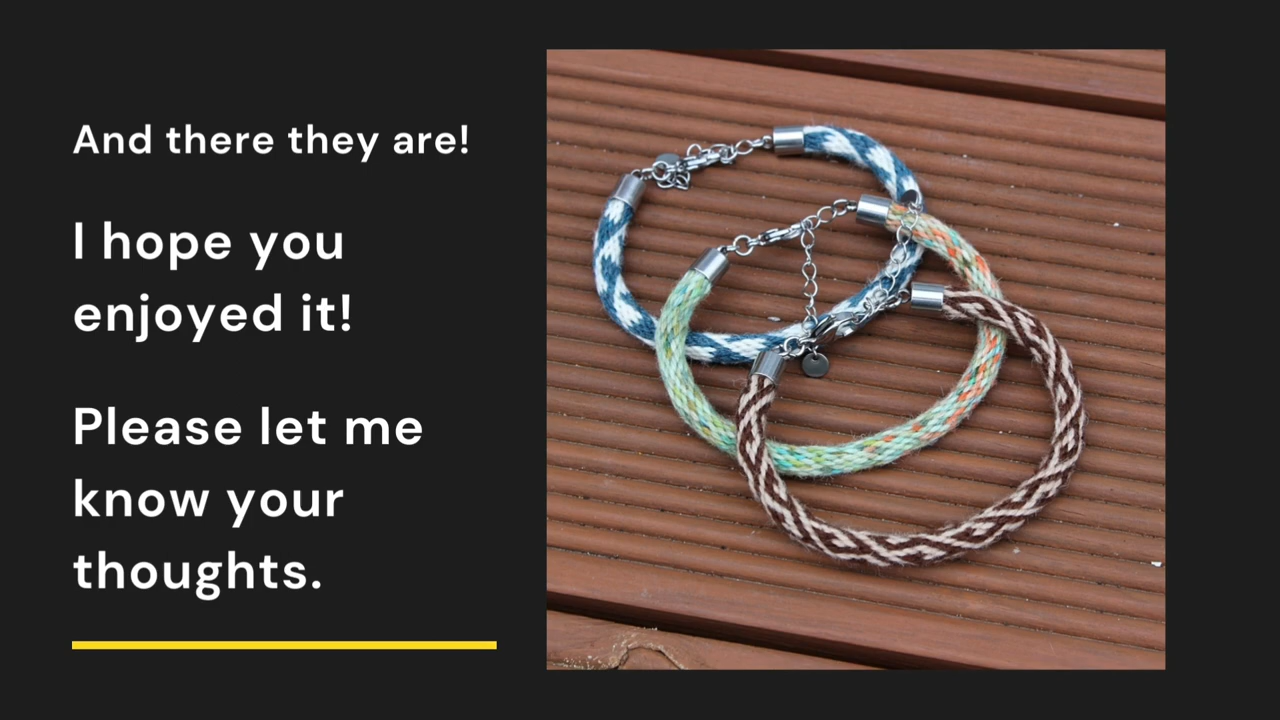 And there they are!
I hope you
enjoyed it!
Please let me
know your
thoughts.